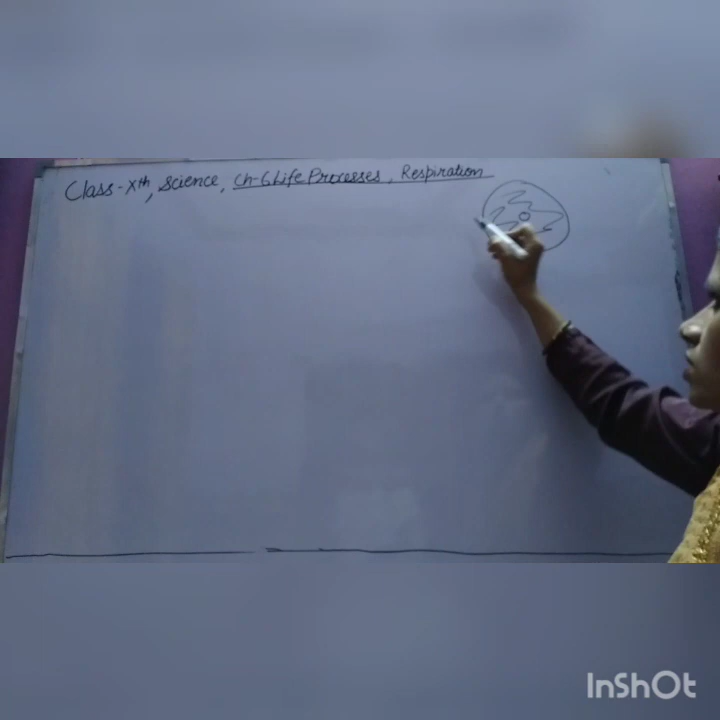 Class-Xth, Science, Ch-6 Life Processes, Respiration
InShOt